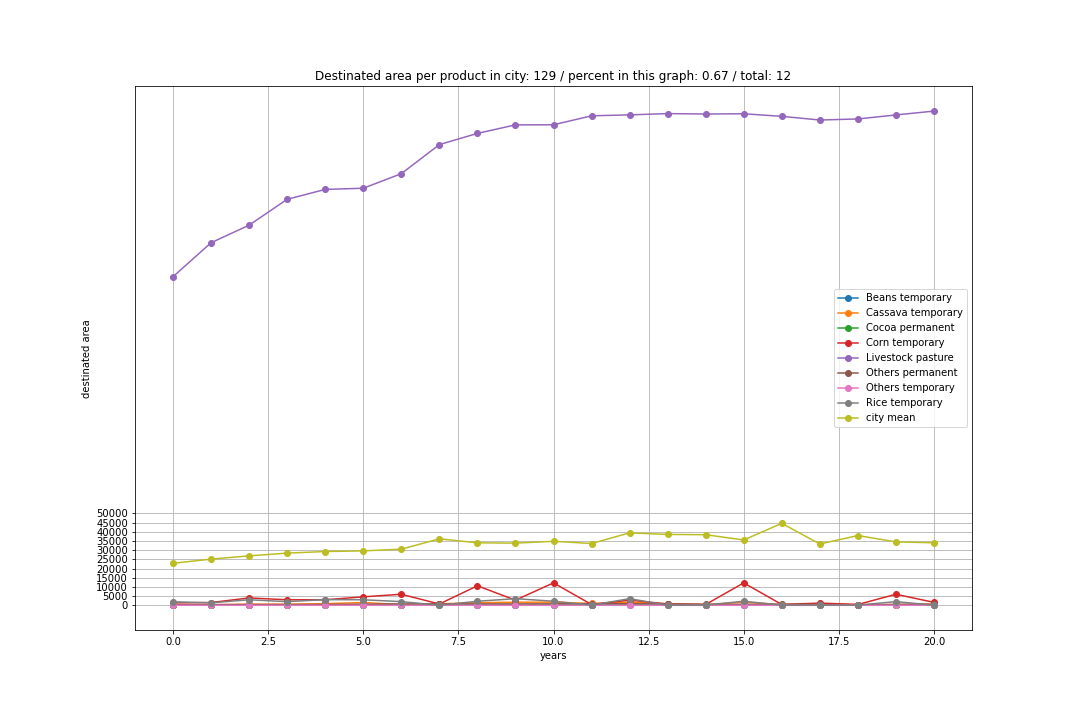 Destinated area per product in city: 129 / percent in this graph: 0.67 / total: 12
destinated area
Beans temporary
Cassava temporary
Cocoa permanent
Corn temporary
Livestock pasture
Others permanent
Others temporary
Rice temporary
city mean
50000
45000
40000
35000
30000
25000
20000
15000
10000
5000
0
0.0 2.5 5.0 7.5 10.0 12.5 15.0 17.5 20.0
years